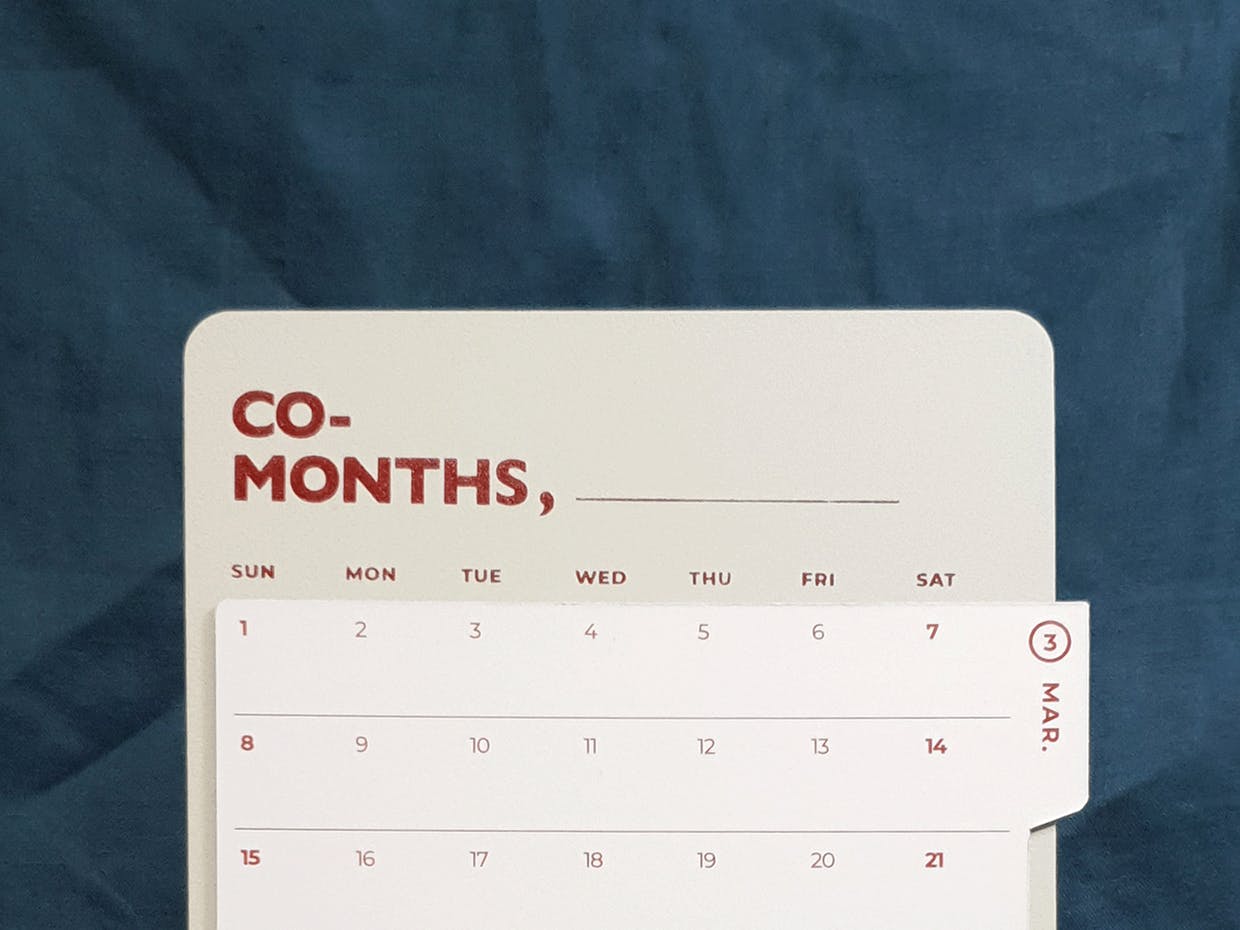 CO-
MONTHS, 
SUN MON TUE WED THU FRI SAT
1 2 3 4 5 6 7
3 MAR.
8 9 10 11 12 13 14
15 16 17 18 19 20 21